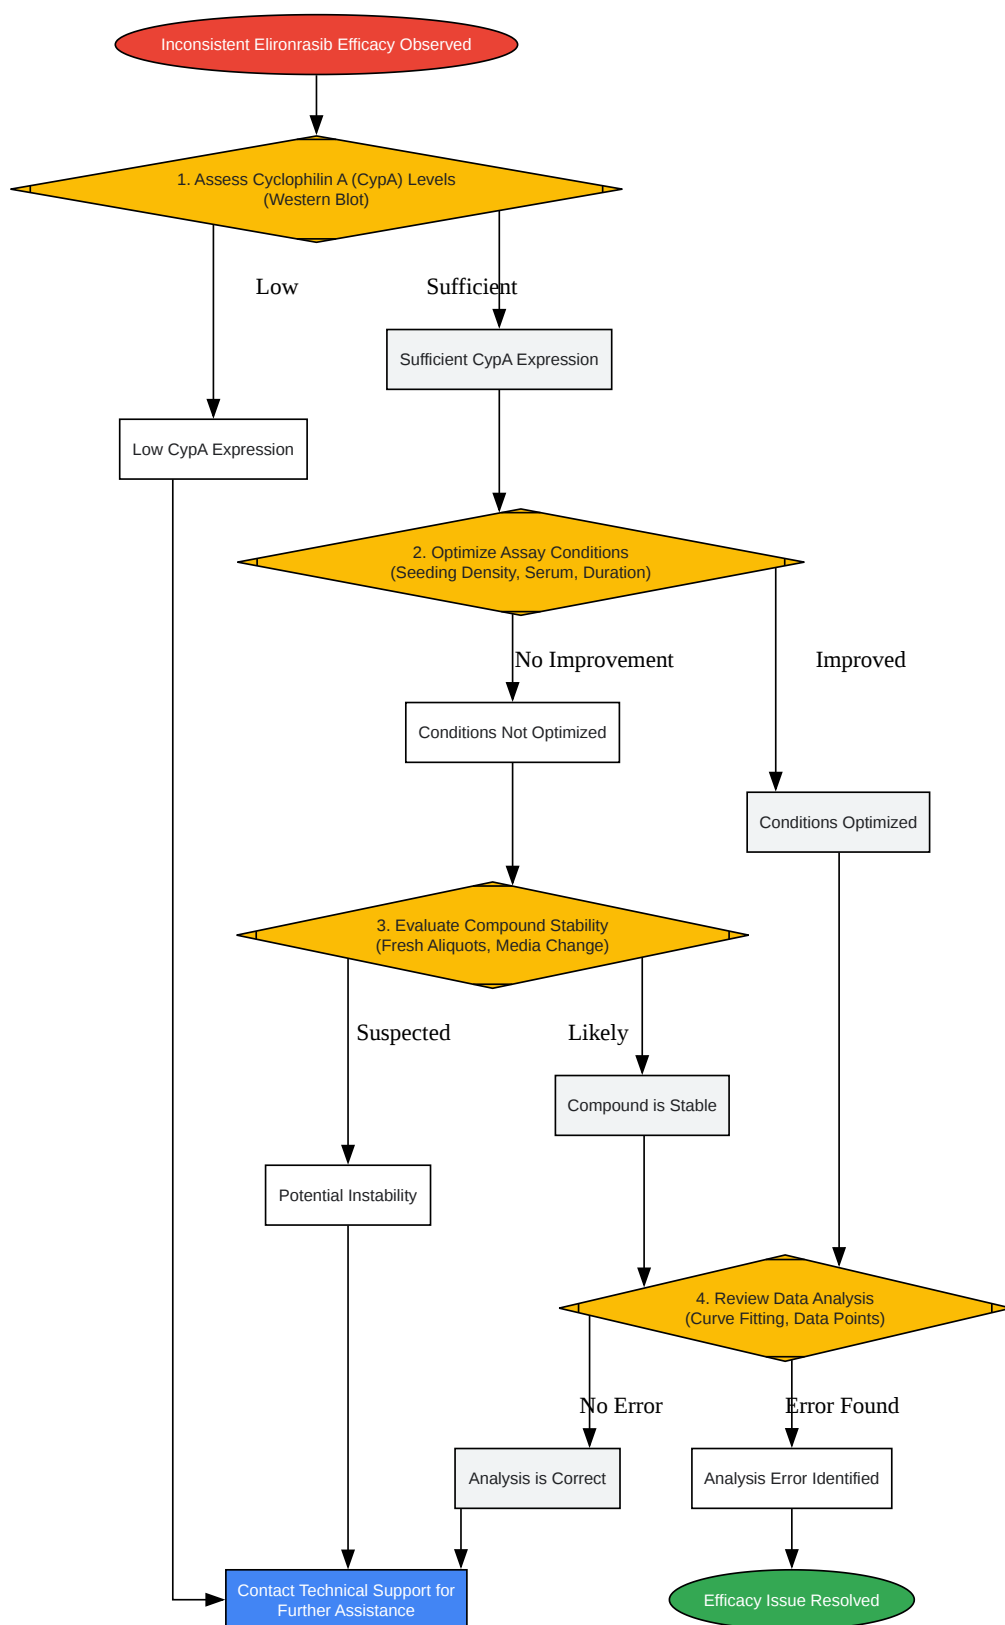 Inconsistent Elironrasib Efficacy Observed
1. Assess Cyclophilin A (CypA) Levels
(Western Blot)
Low
Sufficient
Sufficient CypA Expression
Low CypA Expression
2. Optimize Assay Conditions
(Seeding Density, Serum, Duration)
No Improvement
Improved
Conditions Not Optimized
Conditions Optimized
3. Evaluate Compound Stability
(Fresh Aliquots, Media Change)
Suspected
Likely
Compound is Stable
Potential Instability
4. Review Data Analysis
(Curve Fitting, Data Points)
No Error
Error Found
Analysis is Correct
Analysis Error Identified
Contact Technical Support for
Further Assistance
Efficacy Issue Resolved